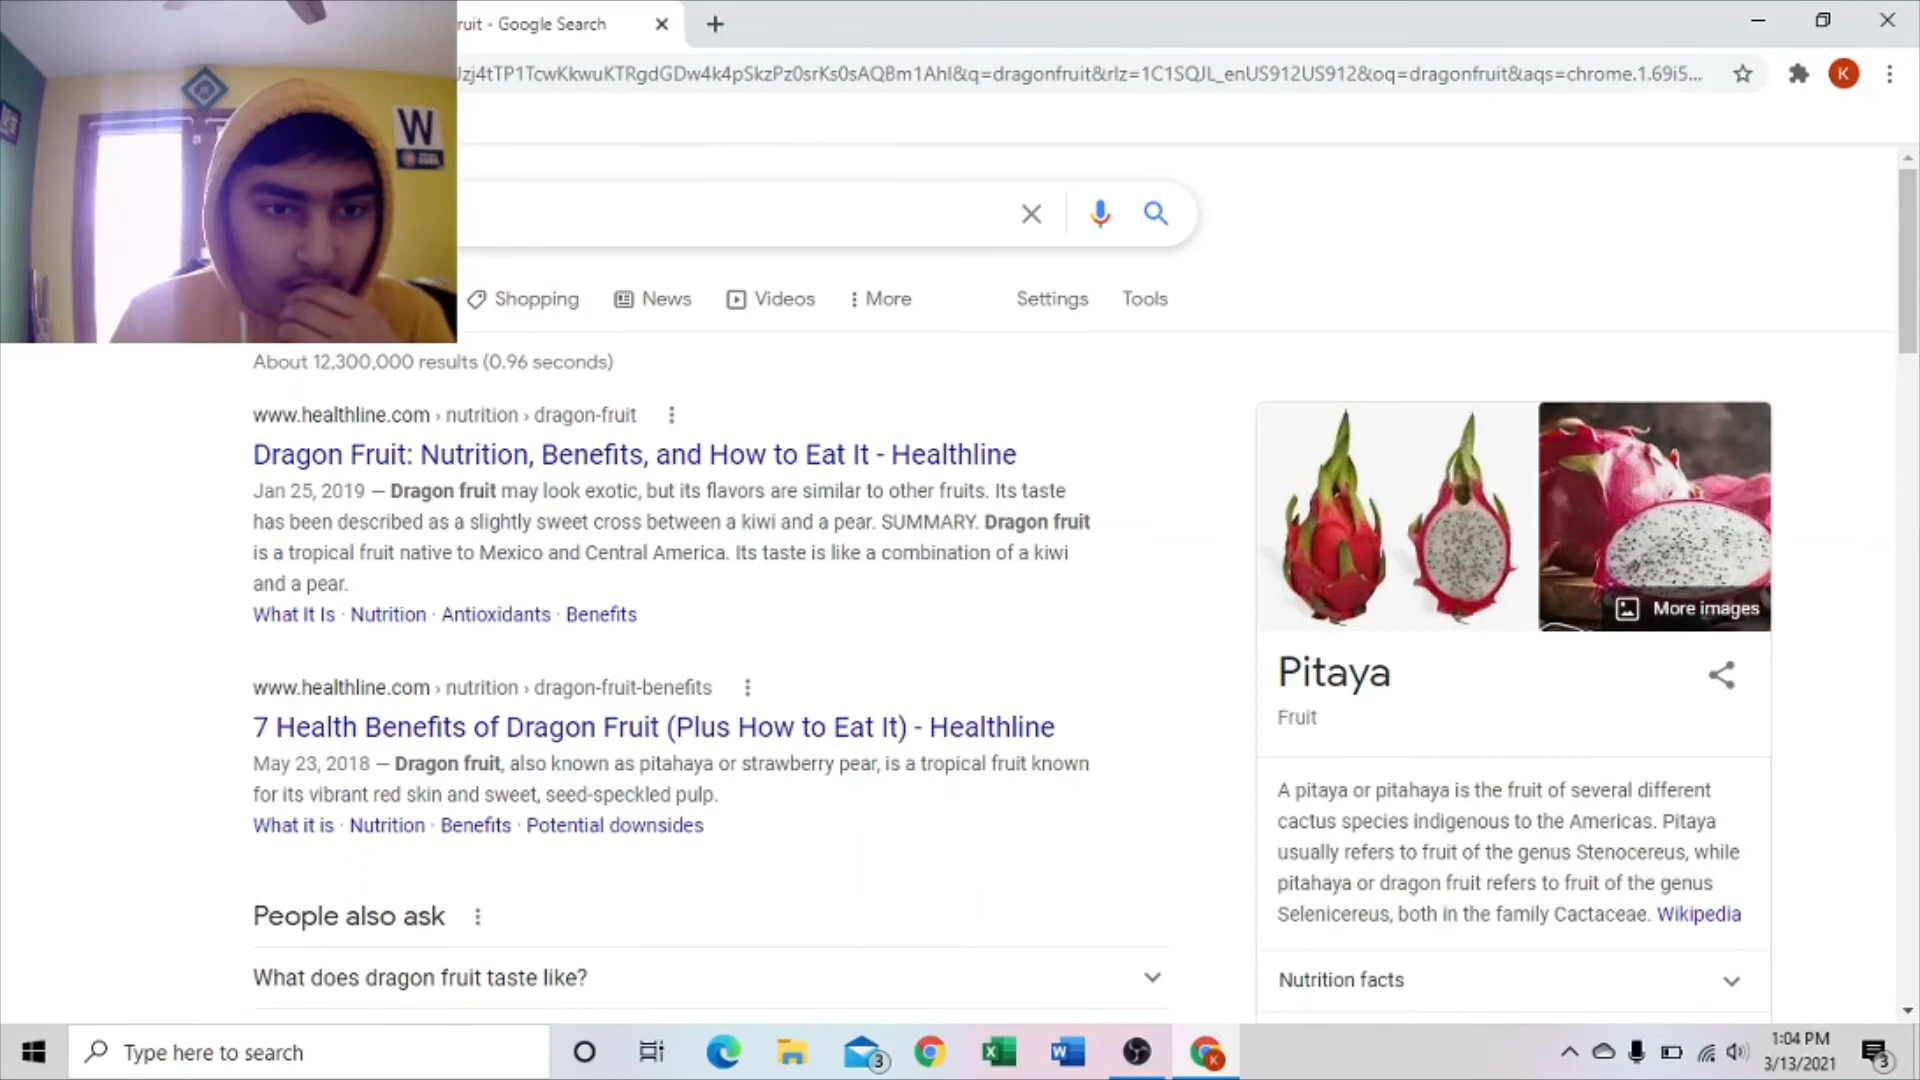 ruit - Google Search
Jzj4tTP1TcwKkwuKTRgdGDw4k4pSkzPz0srKs0sAQBm1AhI&q=dragonfruit&rlz=1C1SQJL_enUS912US912&oq=dragonfruit&aqs=chrome.1.69i5...
K
W
Shopping
News
Videos
More
Settings
Tools
About 12,300,000 results (0.96 seconds)
www.healthline.com › nutrition › dragon-fruit
Dragon Fruit: Nutrition, Benefits, and How to Eat It - Healthline
Jan 25, 2019 — Dragon fruit may look exotic, but its flavors are similar to other fruits. Its taste
has been described as a slightly sweet cross between a kiwi and a pear. SUMMARY. Dragon fruit
is a tropical fruit native to Mexico and Central America. Its taste is like a combination of a kiwi
and a pear.
What It Is · Nutrition · Antioxidants · Benefits
www.healthline.com › nutrition › dragon-fruit-benefits
7 Health Benefits of Dragon Fruit (Plus How to Eat It) - Healthline
May 23, 2018 — Dragon fruit, also known as pitahaya or strawberry pear, is a tropical fruit known
for its vibrant red skin and sweet, seed-speckled pulp.
What it is · Nutrition · Benefits · Potential downsides
People also ask
What does dragon fruit taste like?
More images
Pitaya
Fruit
A pitaya or pitahaya is the fruit of several different
cactus species indigenous to the Americas. Pitaya
usually refers to fruit of the genus Stenocereus, while
pitahaya or dragon fruit refers to fruit of the genus
Selenicereus, both in the family Cactaceae. Wikipedia
Nutrition facts
Type here to search
3
K
1:04 PM
3/13/2021
3